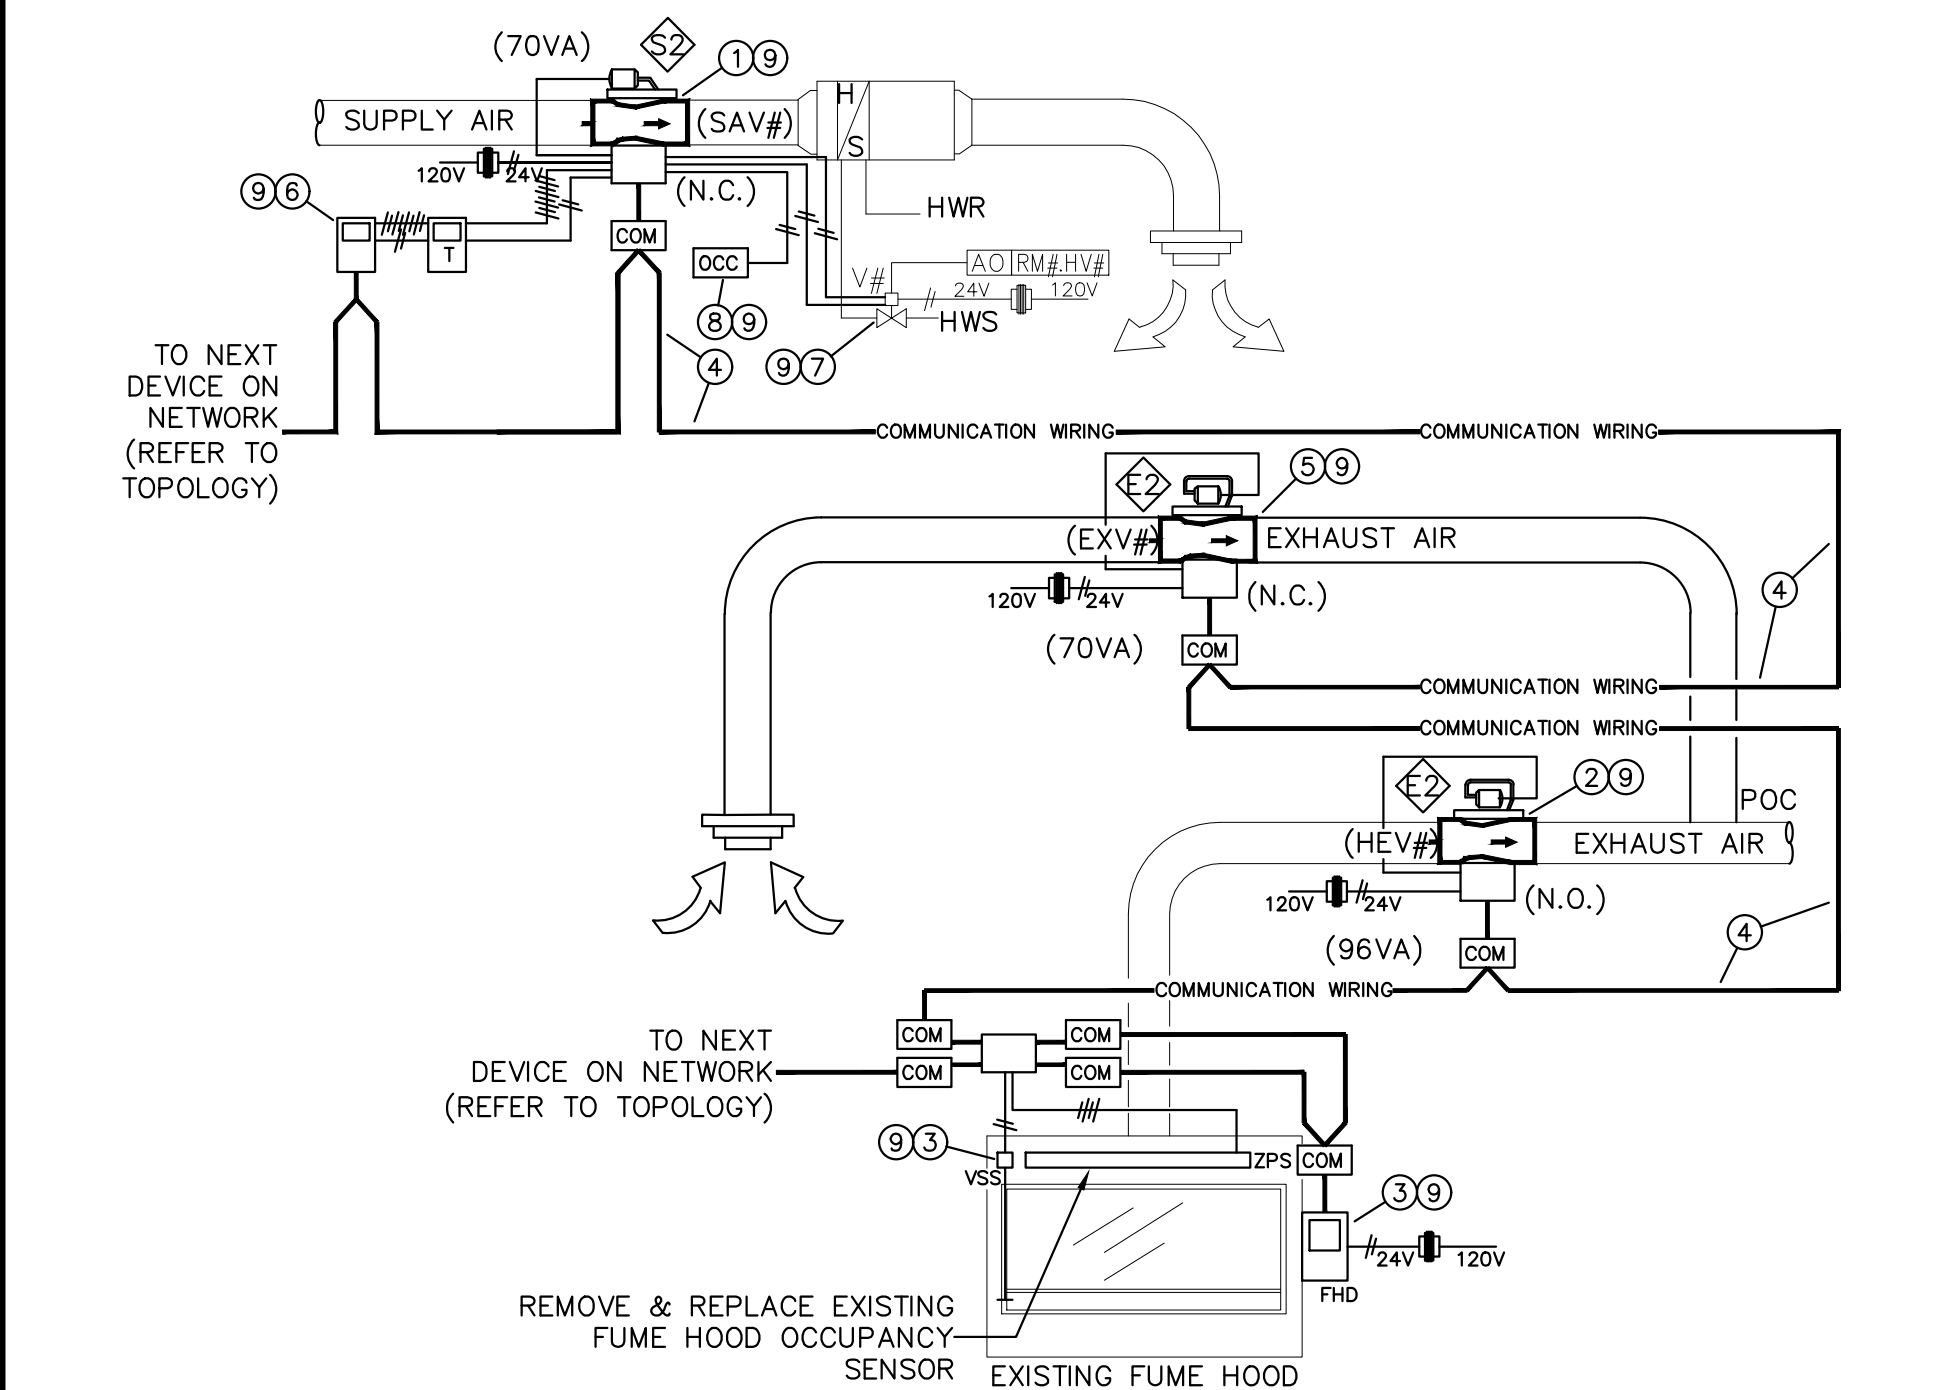 (70VA)
S2
1 9
SUPPLY AIR
(SAV#)
H
S
120V
24V
(N.C.)
9 6
T
COM
HWR
OCC
V#
AO RM#.HV#
24V
120V
8 9
HWS
4
9 7
TO NEXT
DEVICE ON
NETWORK
(REFER TO
TOPOLOGY)
COMMUNICATION WIRING
COMMUNICATION WIRING
E2
5 9
(EXV#)
EXHAUST AIR
120V
24V
(N.C.)
4
(70VA)
COM
COMMUNICATION WIRING
COMMUNICATION WIRING
E2
2 9
POC
(HEV#)
EXHAUST AIR
120V
24V
(N.O.)
4
(96VA)
COM
COMMUNICATION WIRING
COM
COM
TO NEXT
DEVICE ON NETWORK
(REFER TO TOPOLOGY)
COM
COM
9 3
VSS
ZPS
COM
3 9
24V
120V
FHD
REMOVE & REPLACE EXISTING
FUME HOOD OCCUPANCY
SENSOR
EXISTING FUME HOOD